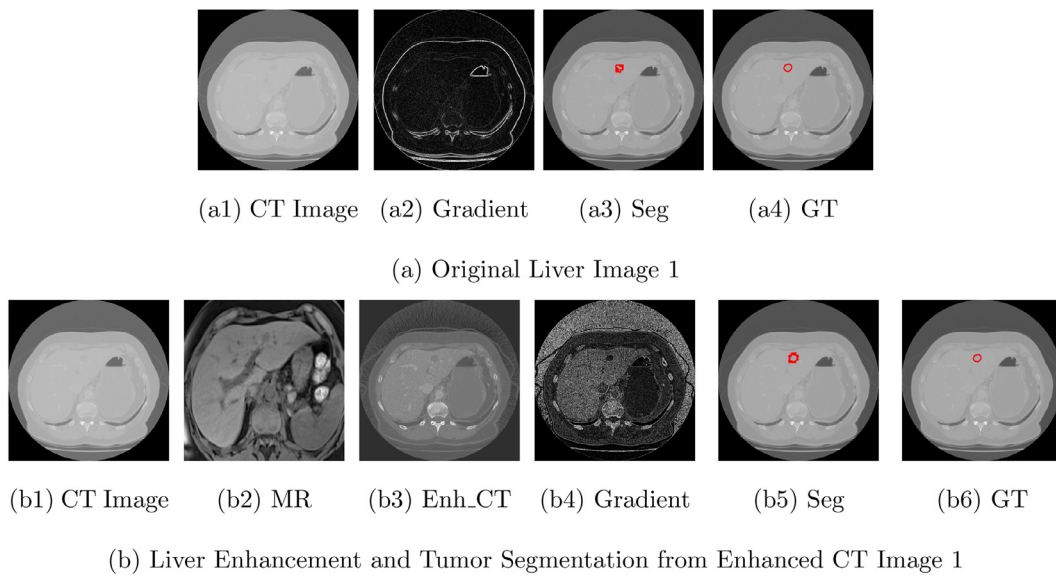 (a1) CT Image (a2) Gradient (a3) Seg (a4) GT
(a) Original Liver Image 1
(b1) CT Image (b2) MR (b3) Enh_CT (b4) Gradient (b5) Seg (b6) GT
(b) Liver Enhancement and Tumor Segmentation from Enhanced CT Image 1